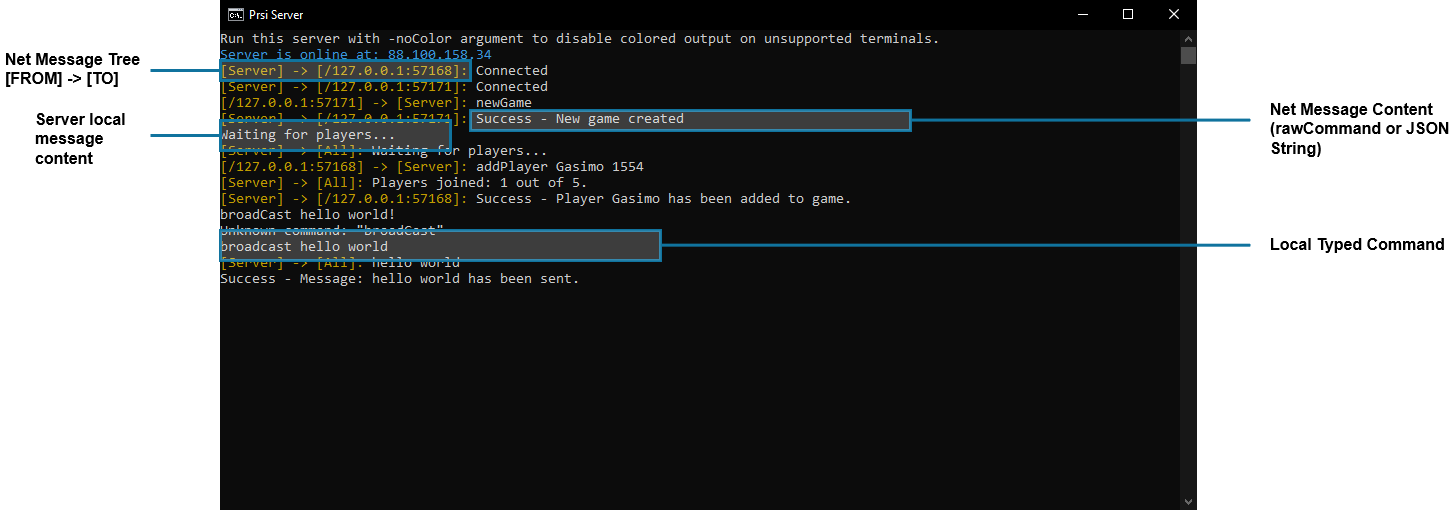 Prsi Server
Run this server with -noColor argument to disable colored output on unsupported terminals.
Server is online at: 88.100.158.34
[Server] -> [/127.0.0.1:57168]: Connected
[Server] -> [/127.0.0.1:57171]: Connected
[/127.0.0.1:57171] -> [Server]: newGame
[Server] -> [/127.0.0.1:57171]: Success - New game created
Waiting for players...
[Server] -> [All]: Waiting for players...
[/127.0.0.1:57168] -> [Server]: addPlayer Gasimo 1554
[Server] -> [All]: Players joined: 1 out of 5.
[Server] -> [/127.0.0.1:57168]: Success - Player Gasimo has been added to game.
broadCast hello world!
Unknown command: "broadCast"
broadcast hello world
[Server] -> [All]: hello world
Success - Message: hello world has been sent.
Net Message Tree
[FROM] -> [TO]
Server local
message
content
Net Message Content
(rawCommand or JSON
String)
Local Typed Command